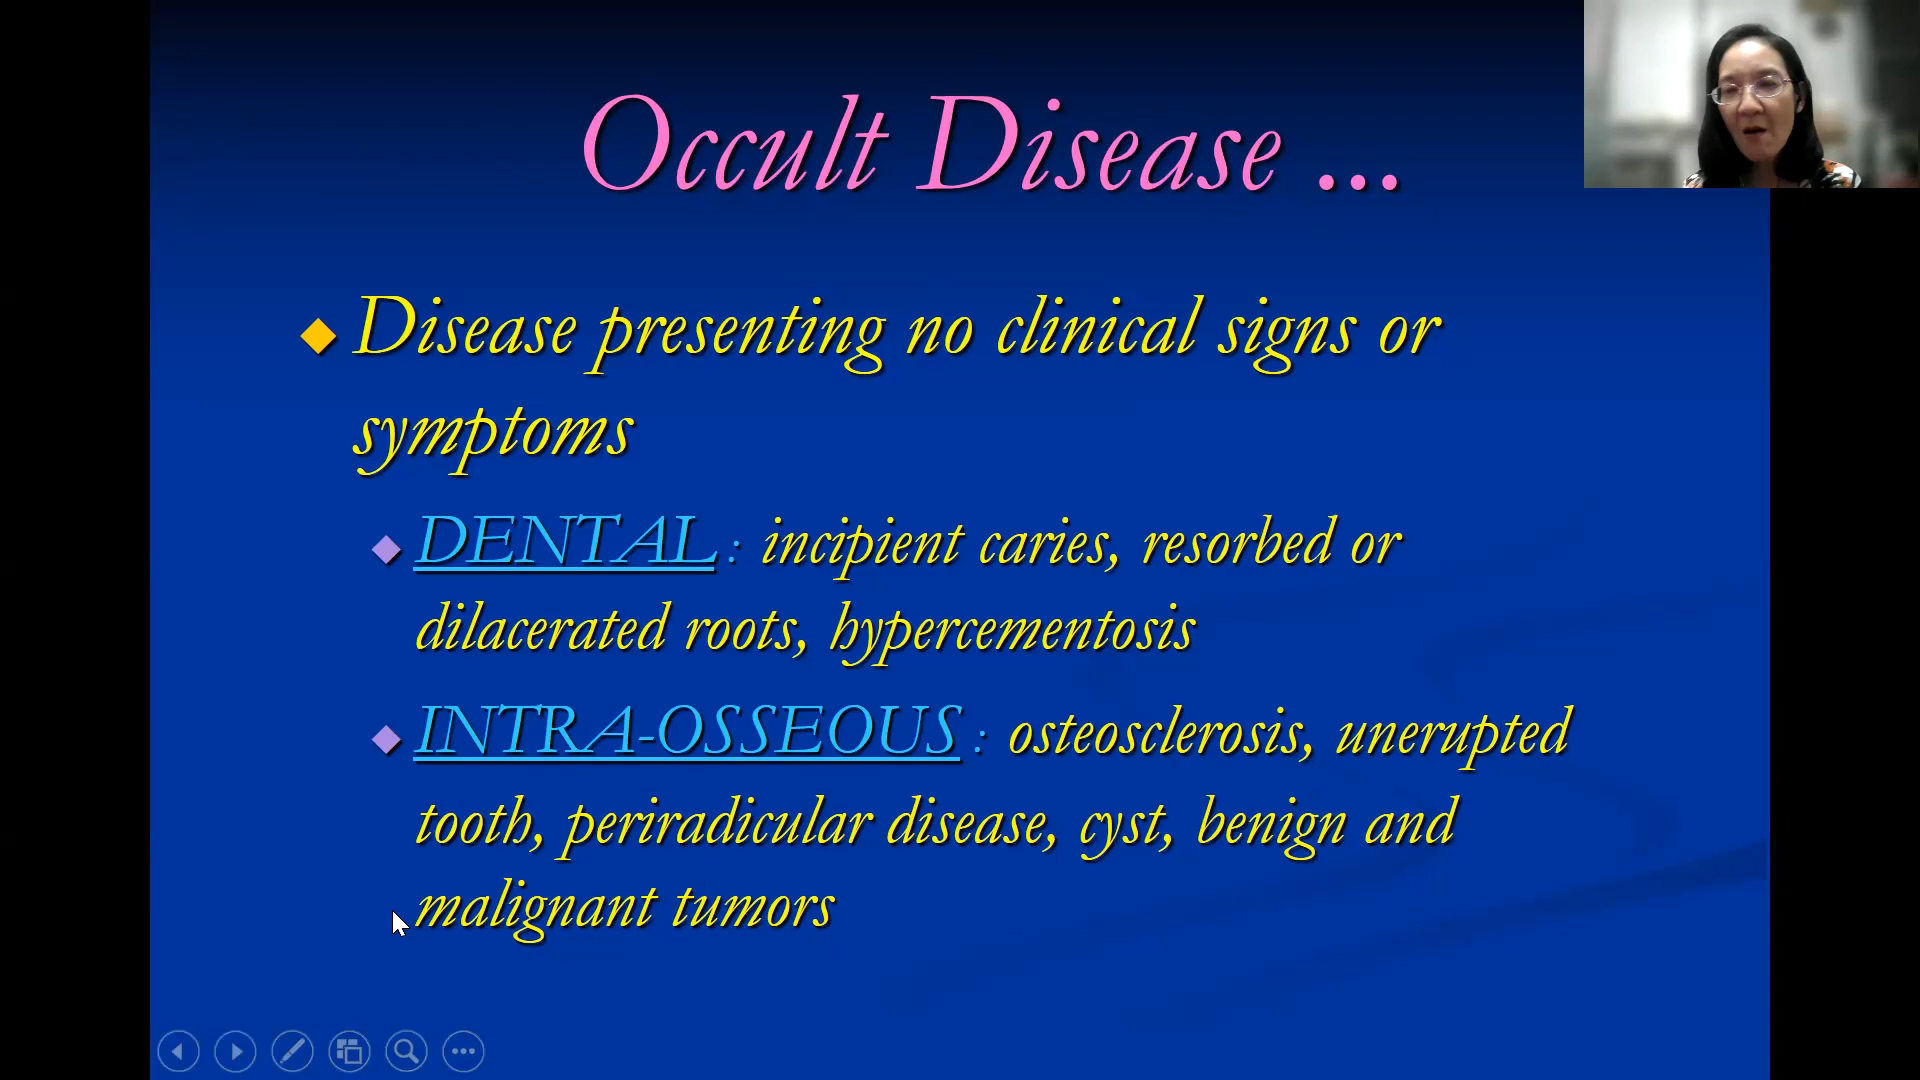 Occult Disease ...
Disease presenting no clinical signs or
symptoms
DENTAL : incipient caries, resorbed or
dilacerated roots, hypercementosis
INTRA-OSSEOUS : osteosclerosis, unerupted
tooth, periradicular disease, cyst, benign and
malignant tumors